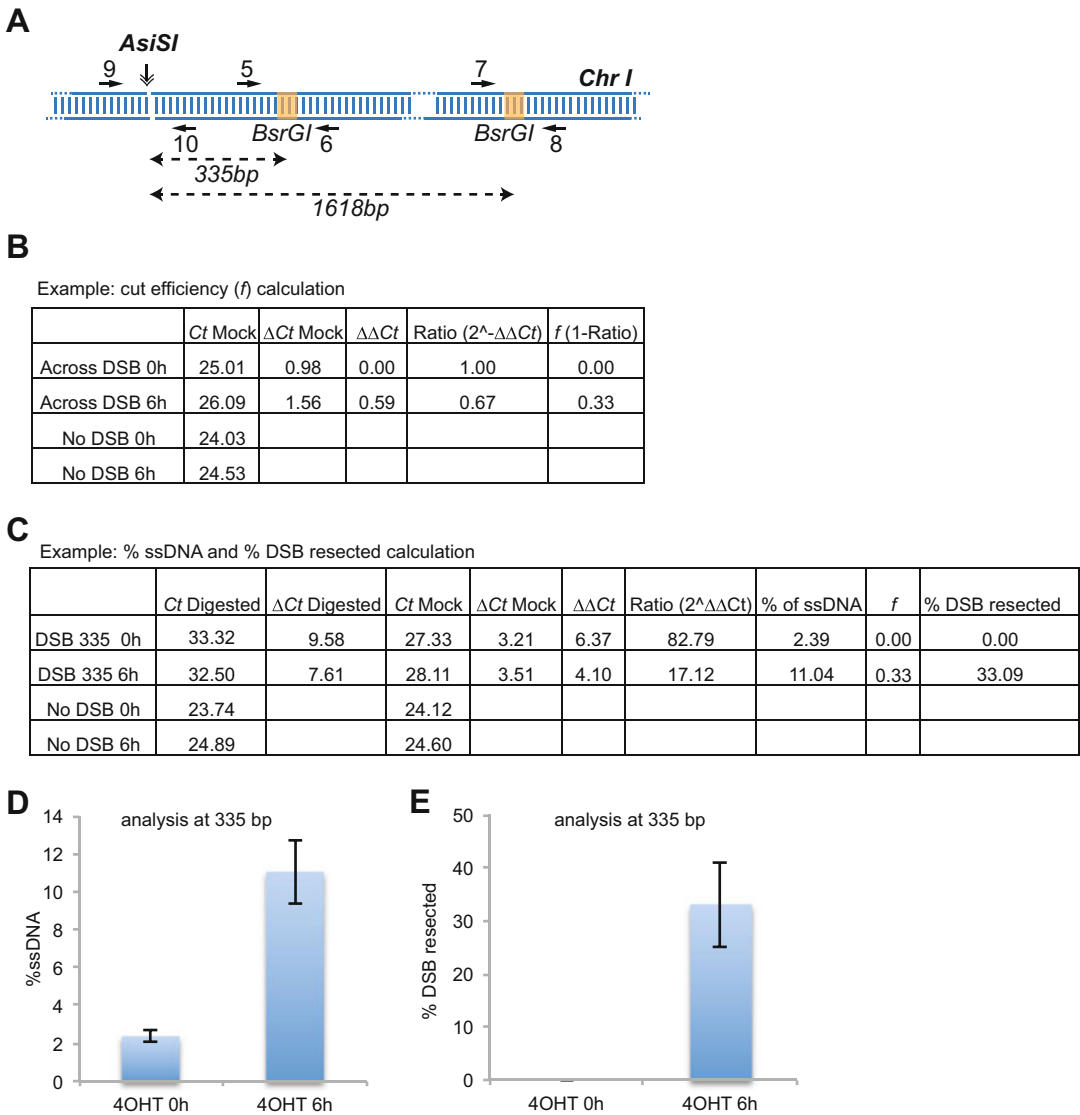 A
AsiSI
9 5 7 Chr I
10 BsrGI 6 BsrGI 8
335bp
1618bp
B
Example: cut efficiency (f) calculation
Ct Mock ΔCt Mock ΔΔCt Ratio (2^-ΔΔCt) f (1-Ratio)
Across DSB 0h 25.01 0.98 0.00 1.00 0.00
Across DSB 6h 26.09 1.56 0.59 0.67 0.33
No DSB 0h 24.03
No DSB 6h 24.53
C
Example: % ssDNA and % DSB resected calculation
Ct Digested ΔCt Digested Ct Mock ΔCt Mock ΔΔCt Ratio (2^ΔΔCt) % of ssDNA f % DSB resected
DSB 335 0h 33.32 9.58 27.33 3.21 6.37 82.79 2.39 0.00 0.00
DSB 335 6h 32.50 7.61 28.11 3.51 4.10 17.12 11.04 0.33 33.09
No DSB 0h 23.74 24.12
No DSB 6h 24.89 24.60
D
analysis at 335 bp
%ssDNA
14
12
10
8
6
4
2
0
4OHT 0h 4OHT 6h
E
analysis at 335 bp
% DSB resected
50
40
30
20
10
0
4OHT 0h 4OHT 6h